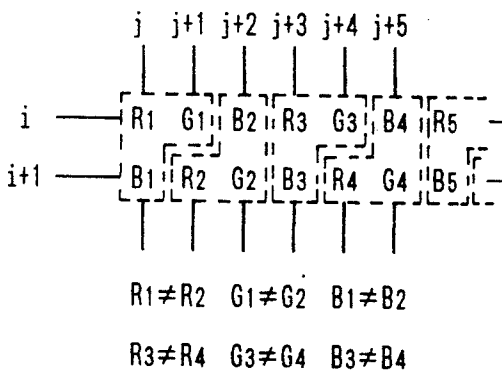 j j+1 j+2 j+3 j+4 j+5
i R1 G1 B2 R3 G3 B4 R5
i+1 B1 R2 G2 B3 R4 G4 B5
R1≠R2 G1≠G2 B1≠B2
R3≠R4 G3≠G4 B3≠B4